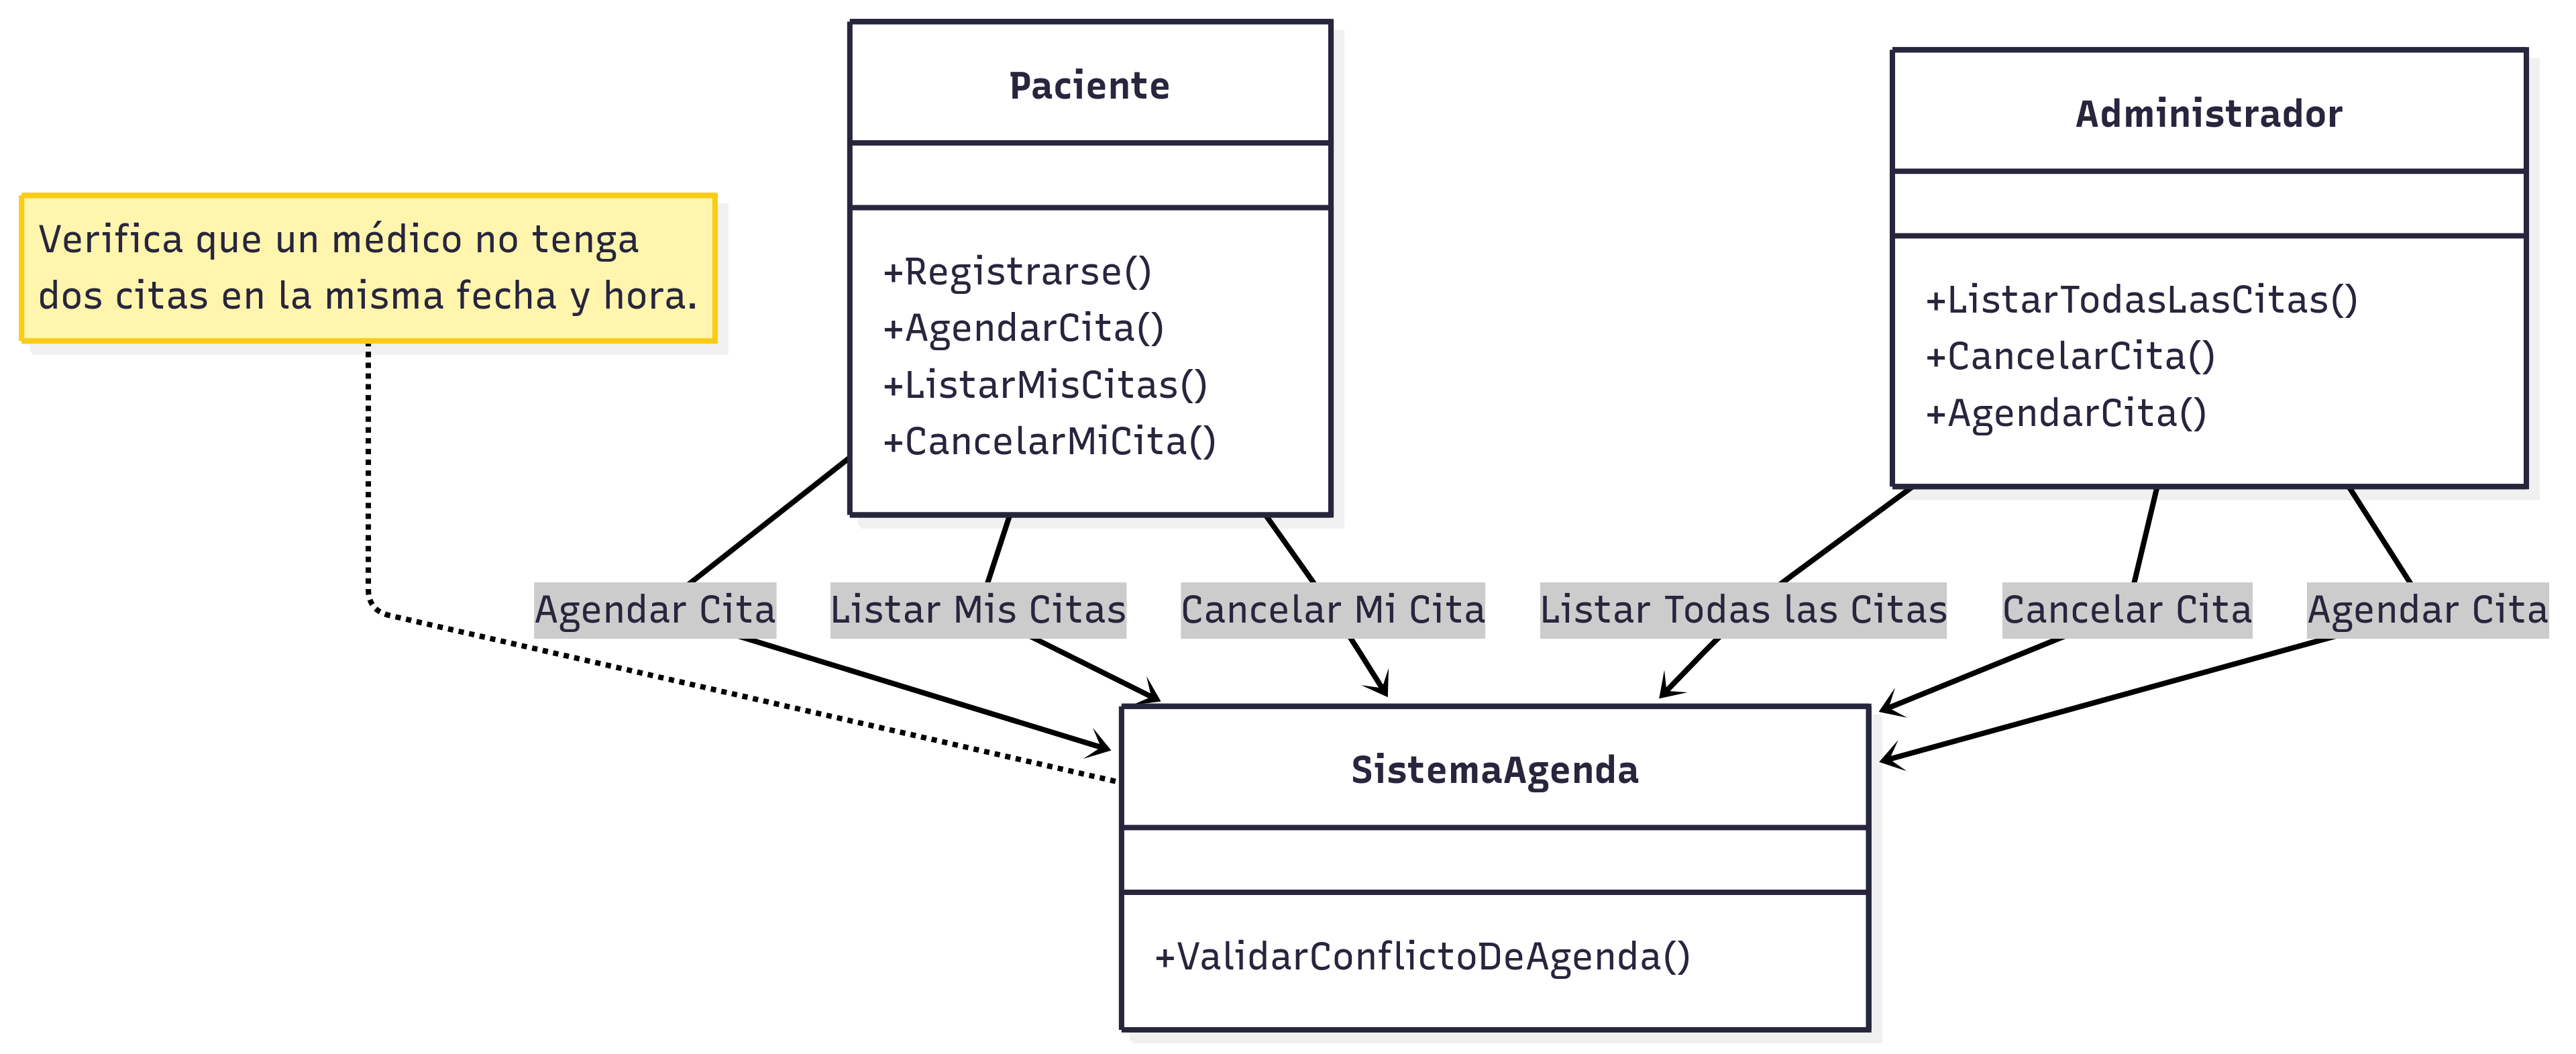 Paciente
+Registrarse()
+AgendarCita()
+ListarMisCitas()
+CancelarMiCita()
Administrador
+ListarTodasLasCitas()
+CancelarCita()
+AgendarCita()
Verifica que un médico no tenga
dos citas en la misma fecha y hora.
Agendar Cita
Listar Mis Citas
Cancelar Mi Cita
Listar Todas las Citas
Cancelar Cita
Agendar Cita
SistemaAgenda
+ValidarConflictoDeAgenda()